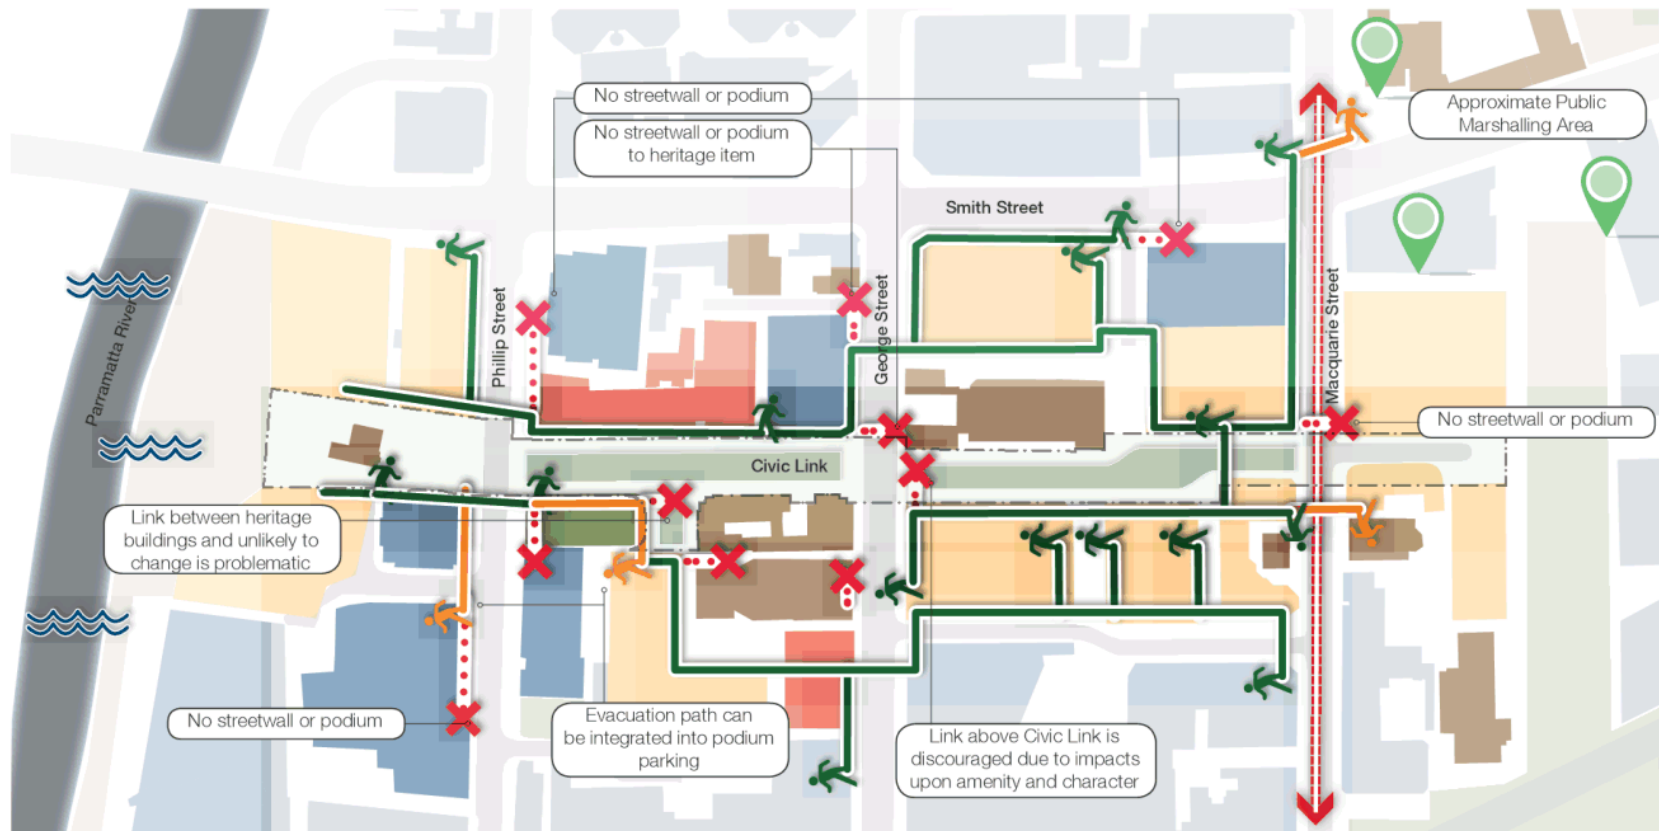 No streetwall or podium
No streetwall or podium
to heritage item
Approximate Public
Marshalling Area
Smith Street
Parramatta River
Phillip Street
George Street
Macquarie Street
No streetwall or podium
Civic Link
Link between heritage
buildings and unlikely to
change is problematic
No streetwall or podium
Evacuation path can
be integrated into podium
parking
Link above Civic Link is
discouraged due to impacts
upon amenity and character